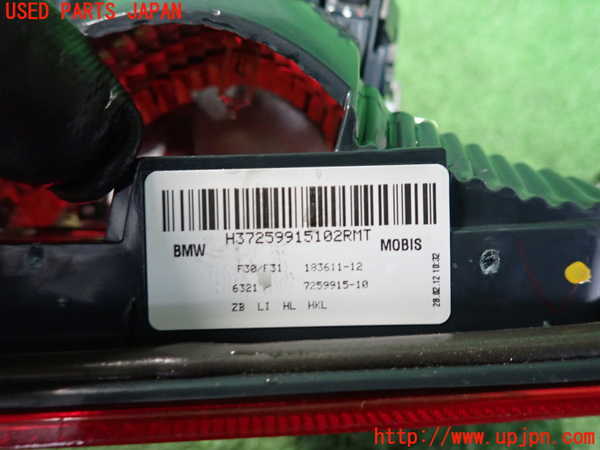 USED PARTS JAPAN
H37259915102RMT
BMW MOBIS
F30/F31 183611-12
6321 7259915-10
ZB LI HL HKL
28.02.12 10:32
http://www.upjpn.com/